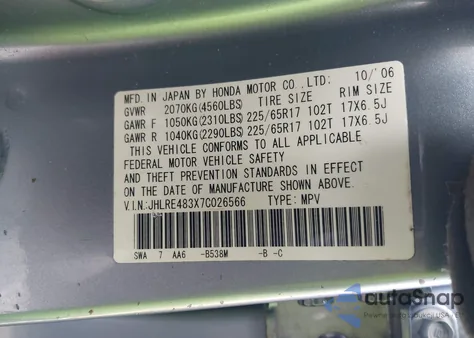 MFD. IN JAPAN BY HONDA MOTOR CO., LTD: 10/'06
GVWR 2070KG(4560LBS) TIRE SIZE RIM SIZE
GAWR F 1050KG(2310LBS) 225/65R17 102T 17X6.5J
GAWR R 1040KG(2290LBS) 225/65R17 102T 17X6.5J
THIS VEHICLE CONFORMS TO ALL APPLICABLE
FEDERAL MOTOR VEHICLE SAFETY
AND THEFT PREVENTION STANDARDS IN EFFECT ON
THE DATE OF MANUFACTURE SHOWN ABOVE.
V.I.N.:JHLRE483X7C026566 TYPE: MPV
SWA 7 AA6 -B538M -B -C
autoSnap